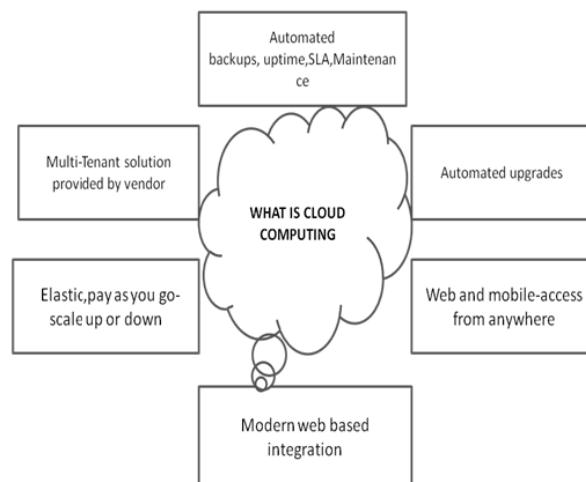 Automated
backups, uptime,SLA,Maintenan
ce
Multi-Tenant solution
provided by vendor
Automated upgrades
WHAT IS CLOUD
COMPUTING
Elastic,pay as you go-
scale up or down
Web and mobile-access
from anywhere
Modern web based
integration